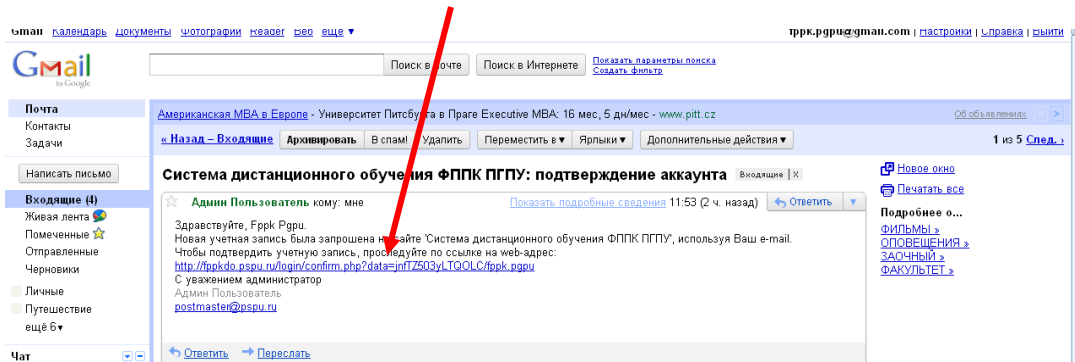 Gmail Календарь Документы Фотографии Reader Веб еще ▼
fppk.pgpu@gmail.com | Настройки | Справка | Выйти
Gmail
by Google
Поиск в почте Поиск в Интернете Показать параметры поиска
Создать фильтр
Почта
Контакты
Задачи
Написать письмо
Входящие (4)
Живая лента
Помеченные
Отправленные
Черновики
Личные
Путешествие
ещё 6▼
Чат
Американская MBA в Европе - Университет Питсбурга в Праге Executive MBA: 16 мес, 5 дн/мес - www.pitt.cz
Об объявлениях < >
« Назад – Входящие Архивировать В спам! Удалить Переместить в ▼ Ярлыки ▼ Дополнительные действия ▼ 1 из 5 След. ›
Система дистанционного обучения ФППК ПГПУ: подтверждение аккаунта Входящие | X
Админ Пользователь кому: мне Показать подробные сведения 11:53 (2 ч. назад) Ответить ▼
Здравствуйте, Fppk Pgpu.
Новая учетная запись была запрошена на сайте 'Система дистанционного обучения ФППК ПГПУ', используя Ваш e-mail.
Чтобы подтвердить учетную запись, проследуйте по ссылке на web-адрес:
http://fppkdo.pspu.ru/login/confirm.php?data=jnfTZ503yLTQOLC/fppk.pgpu
С уважением администратор
Админ Пользователь
postmaster@pspu.ru
Ответить Переслать
Новое окно
Печатать все
Подробнее о...
ФИЛЬМЫ »
ОПОВЕЩЕНИЯ »
ЗАОЧНЫЙ »
ФАКУЛЬТЕТ »